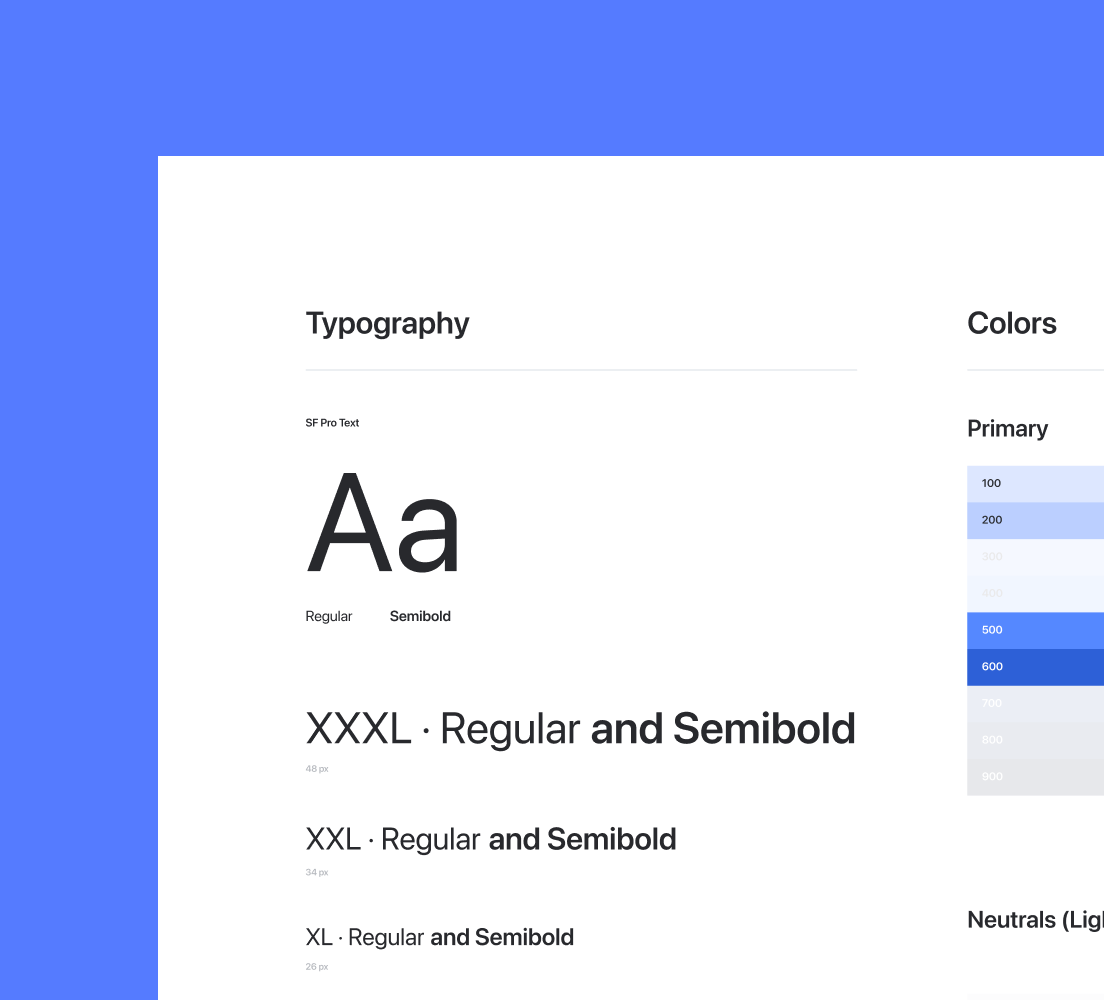 Typography
SF Pro Text
Aa
Regular Semibold
XXXL · Regular and Semibold
48 px
XXL · Regular and Semibold
34 px
XL · Regular and Semibold
26 px
Colors
Primary
100
200
300
400
500
600
700
800
900
Neutrals (Ligh